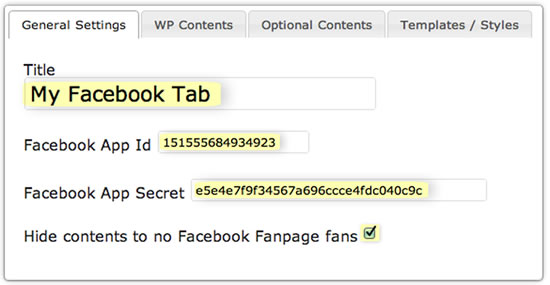 General Settings WP Contents Optional Contents Templates / Styles
Title
My Facebook Tab
Facebook App Id 151555684934923
Facebook App Secret e5e4e7f9f34567a696ccce4fdc040c9c
Hide contents to no Facebook Fanpage fans